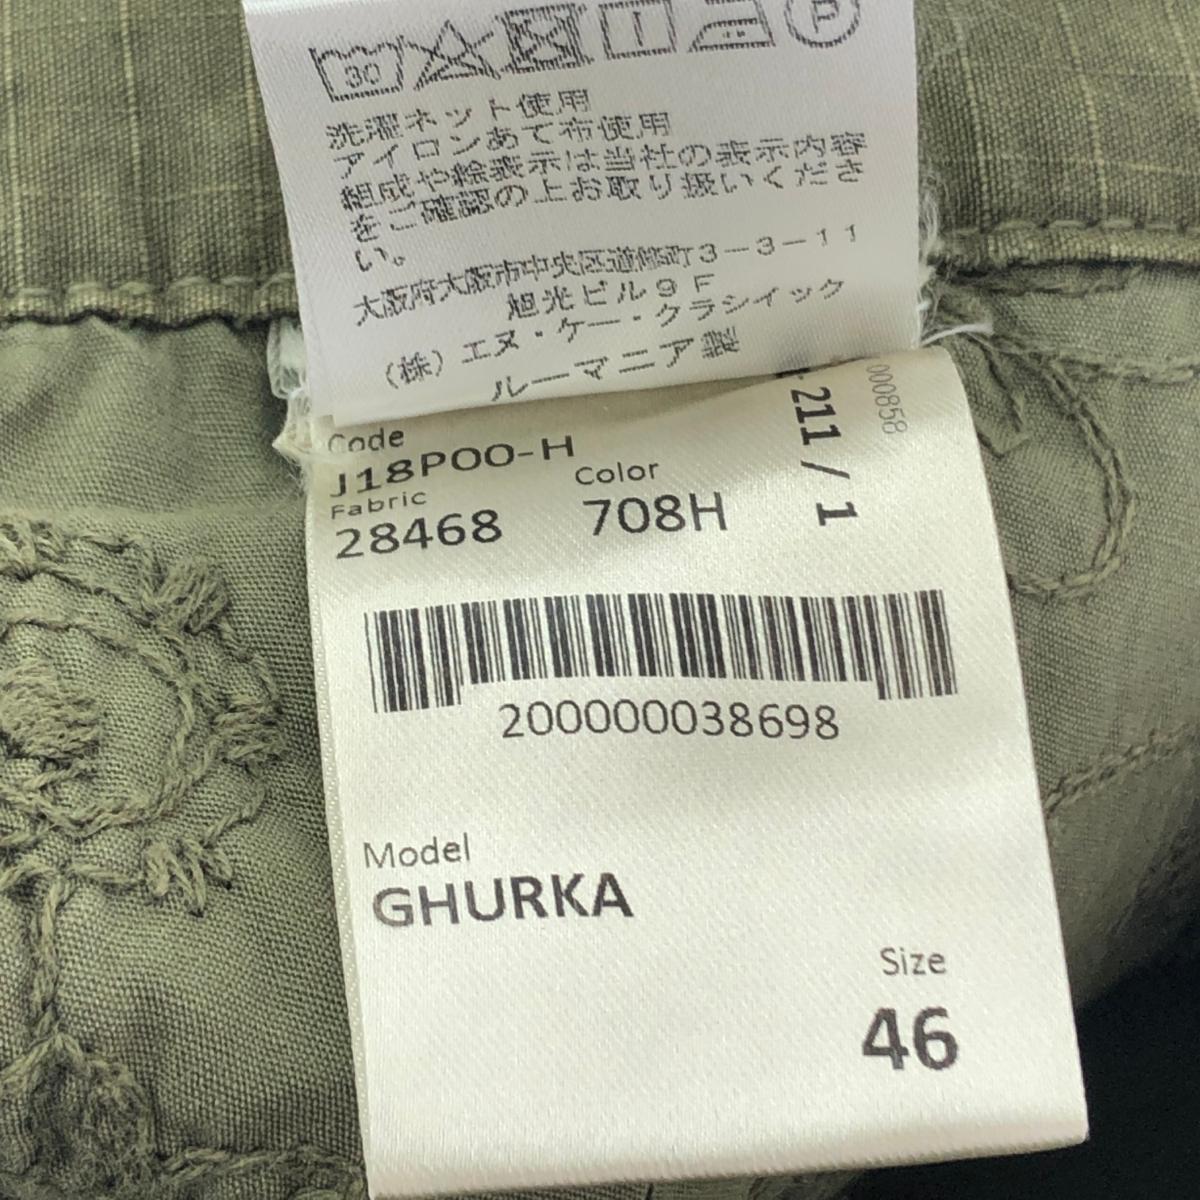 30
P
洗濯ネット使用
アイロンあて布使用
組成や絵表示は当社の表示内容
をご確認の上お取り扱いくださ
い。
大阪府大阪市中央区道修町3-3-11
旭光ビル9F
(株)エヌ・ケー・クラシイック
ルーマニア製
Code
J18P00-H
Fabric
28468
Color
708H
211 / 1
000858
200000038698
Model
GHURKA
Size
46